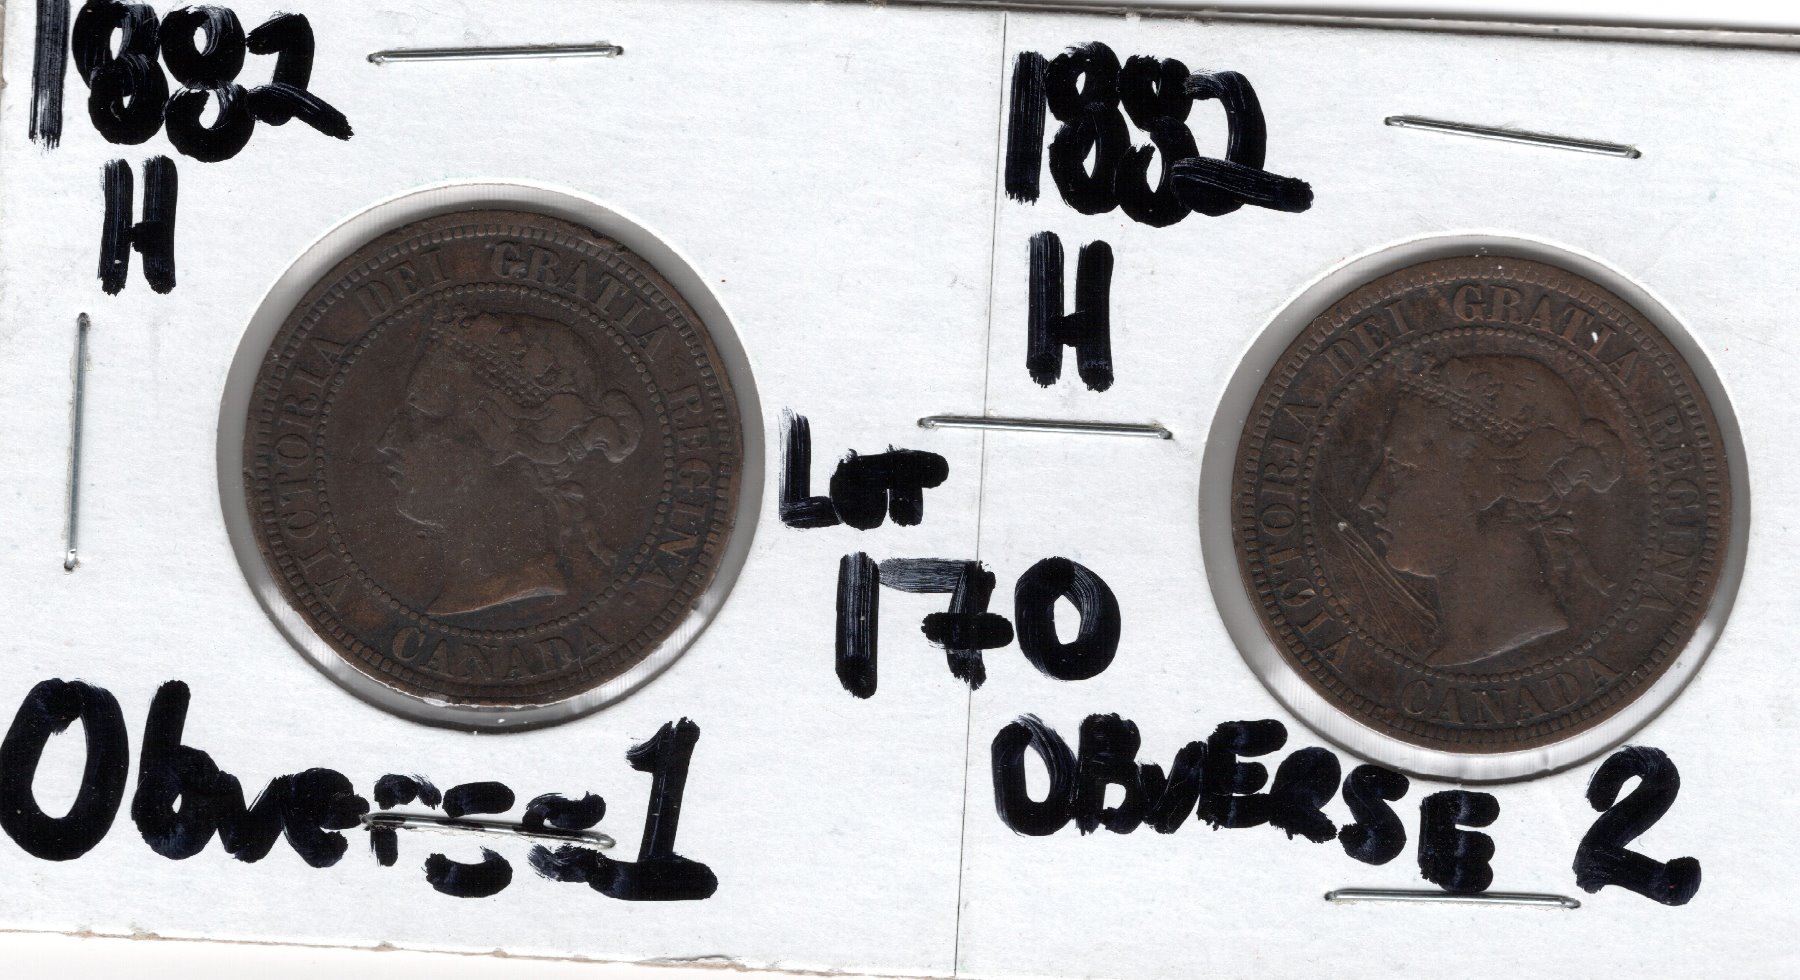 1882
H
VICTORIA DEI GRATIA REGINA.
CANADA
Obverse 1
Lot
170
1882
H
VICTORIA DEI GRATIA REGINA.
CANADA
OBVERSE 2